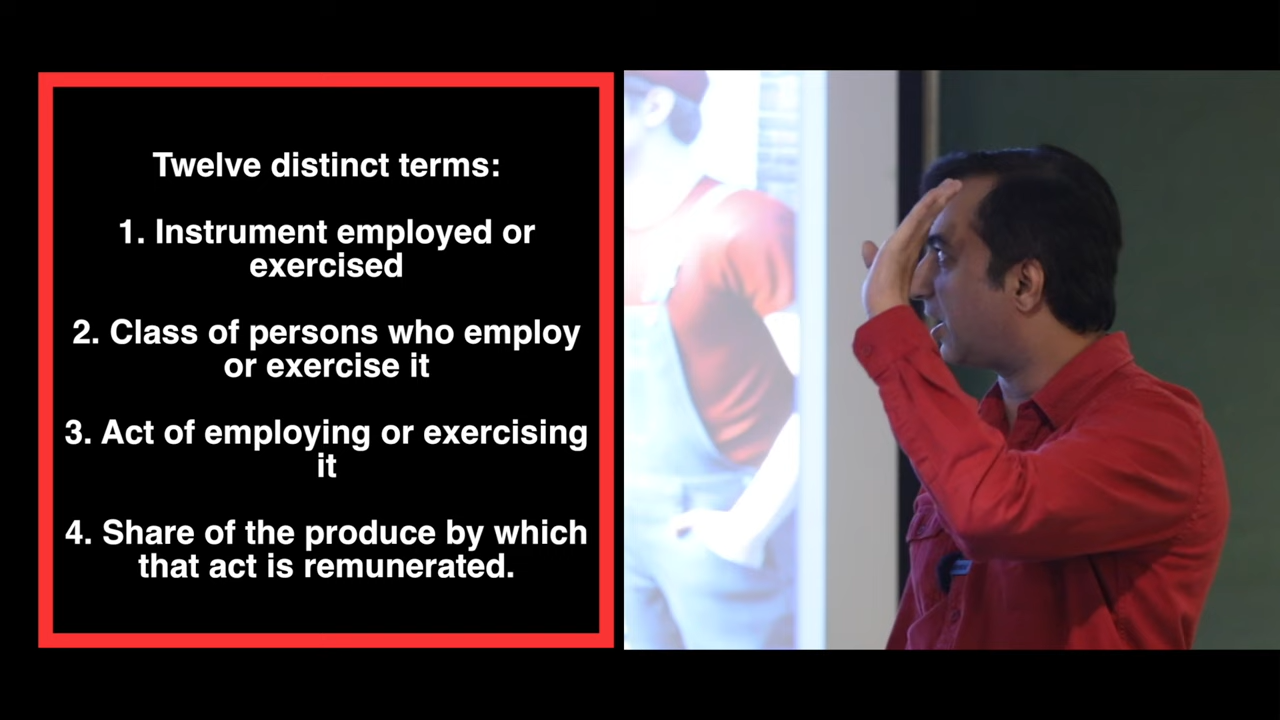 Twelve distinct terms:
1. Instrument employed or
exercised
2. Class of persons who employ
or exercise it
3. Act of employing or exercising
it
4. Share of the produce by which
that act is remunerated.